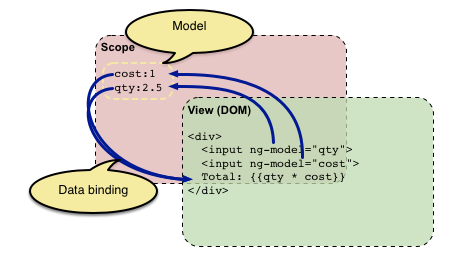 Model
Scope
cost:1
qty:2.5
View (DOM)
<div>
<input ng-model="qty">
<input ng-model="cost">
Total: {{qty * cost}}
</div>
Data binding